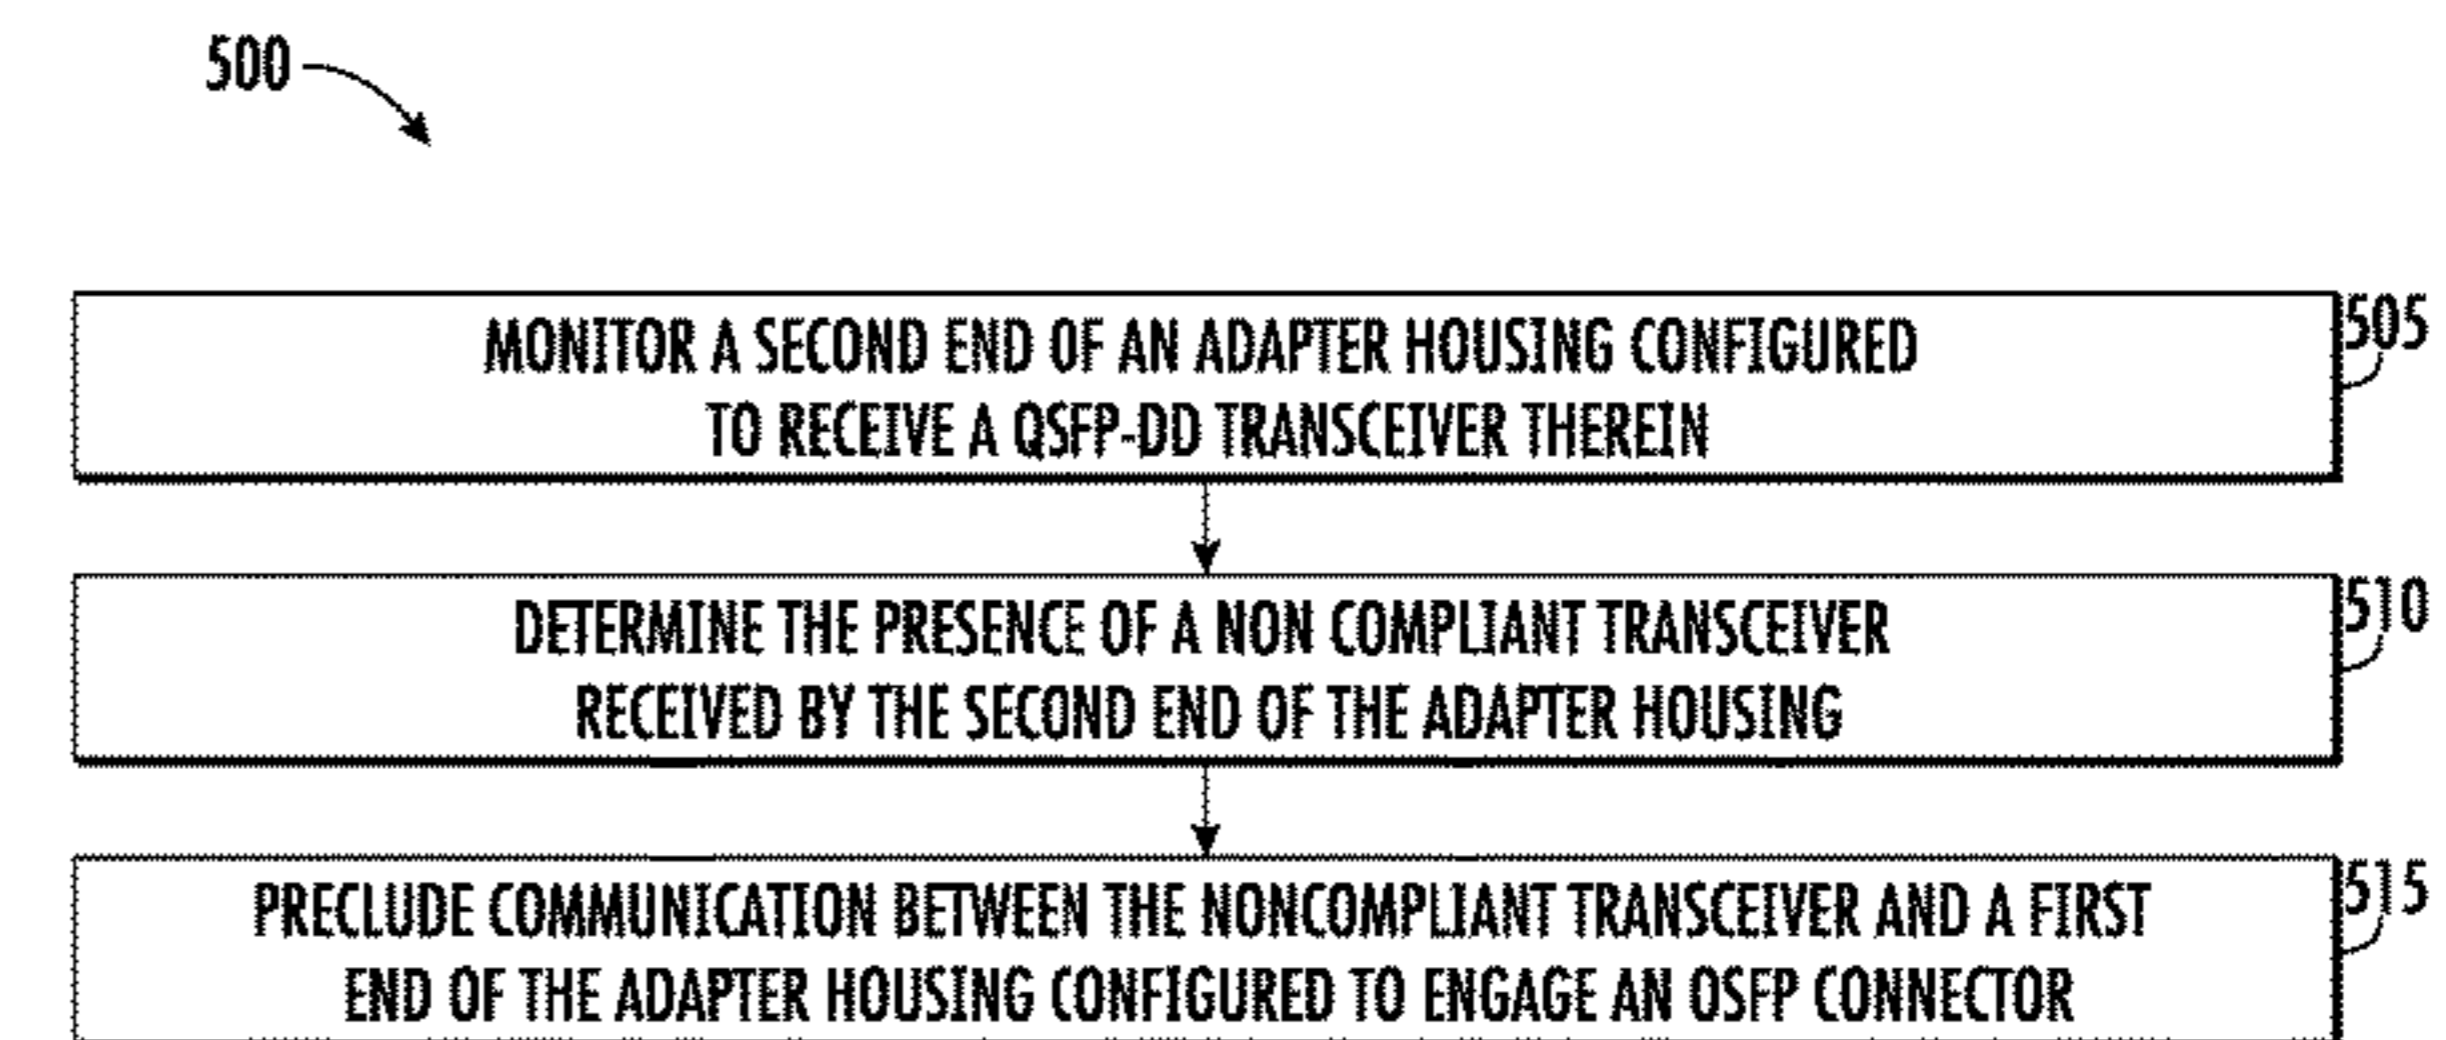 500
MONITOR A SECOND END OF AN ADAPTER HOUSING CONFIGURED
TO RECEIVE A QSFP-DD TRANSCEIVER THEREIN
505
DETERMINE THE PRESENCE OF A NON COMPLIANT TRANSCEIVER
RECEIVED BY THE SECOND END OF THE ADAPTER HOUSING
510
PRECLUDE COMMUNICATION BETWEEN THE NONCOMPLIANT TRANSCEIVER AND A FIRST
END OF THE ADAPTER HOUSING CONFIGURED TO ENGAGE AN OSFP CONNECTOR
515